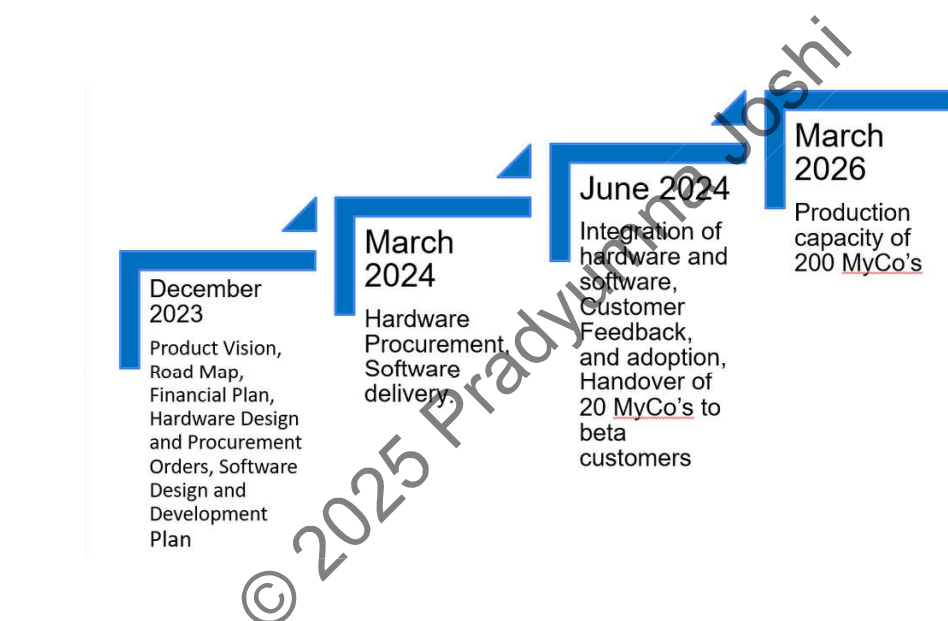 December
2023
Product Vision,
Road Map,
Financial Plan,
Hardware Design
and Procurement
Orders, Software
Design and
Development
Plan
March
2024
Hardware
Procurement,
Software
delivery.
June 2024
Integration of
hardware and
software,
Customer
Feedback,
and adoption,
Handover of
20 MyCo’s to
beta
customers
March
2026
Production
capacity of
200 MyCo’s
© 2025 Pradyumna Joshi